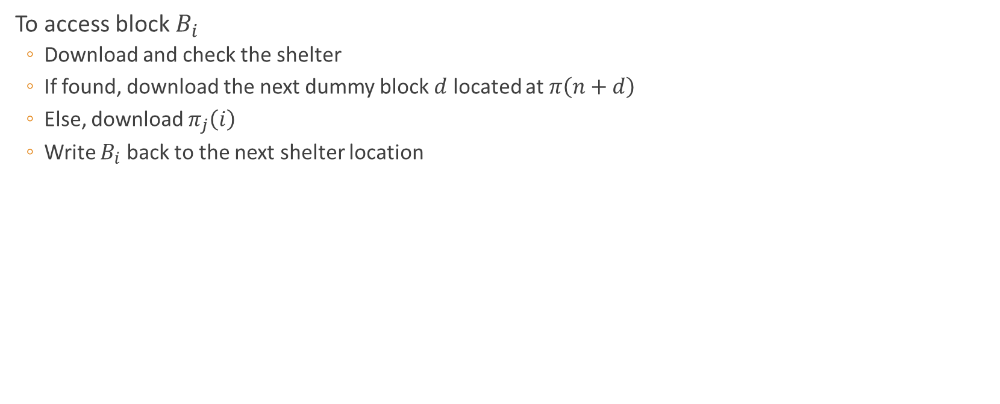 To access block $B_i$
◦ Download and check the shelter
◦ If found, download the next dummy block $d$ located at $\pi(n + d)$
◦ Else, download $\pi_j(i)$
◦ Write $B_i$ back to the next shelter location